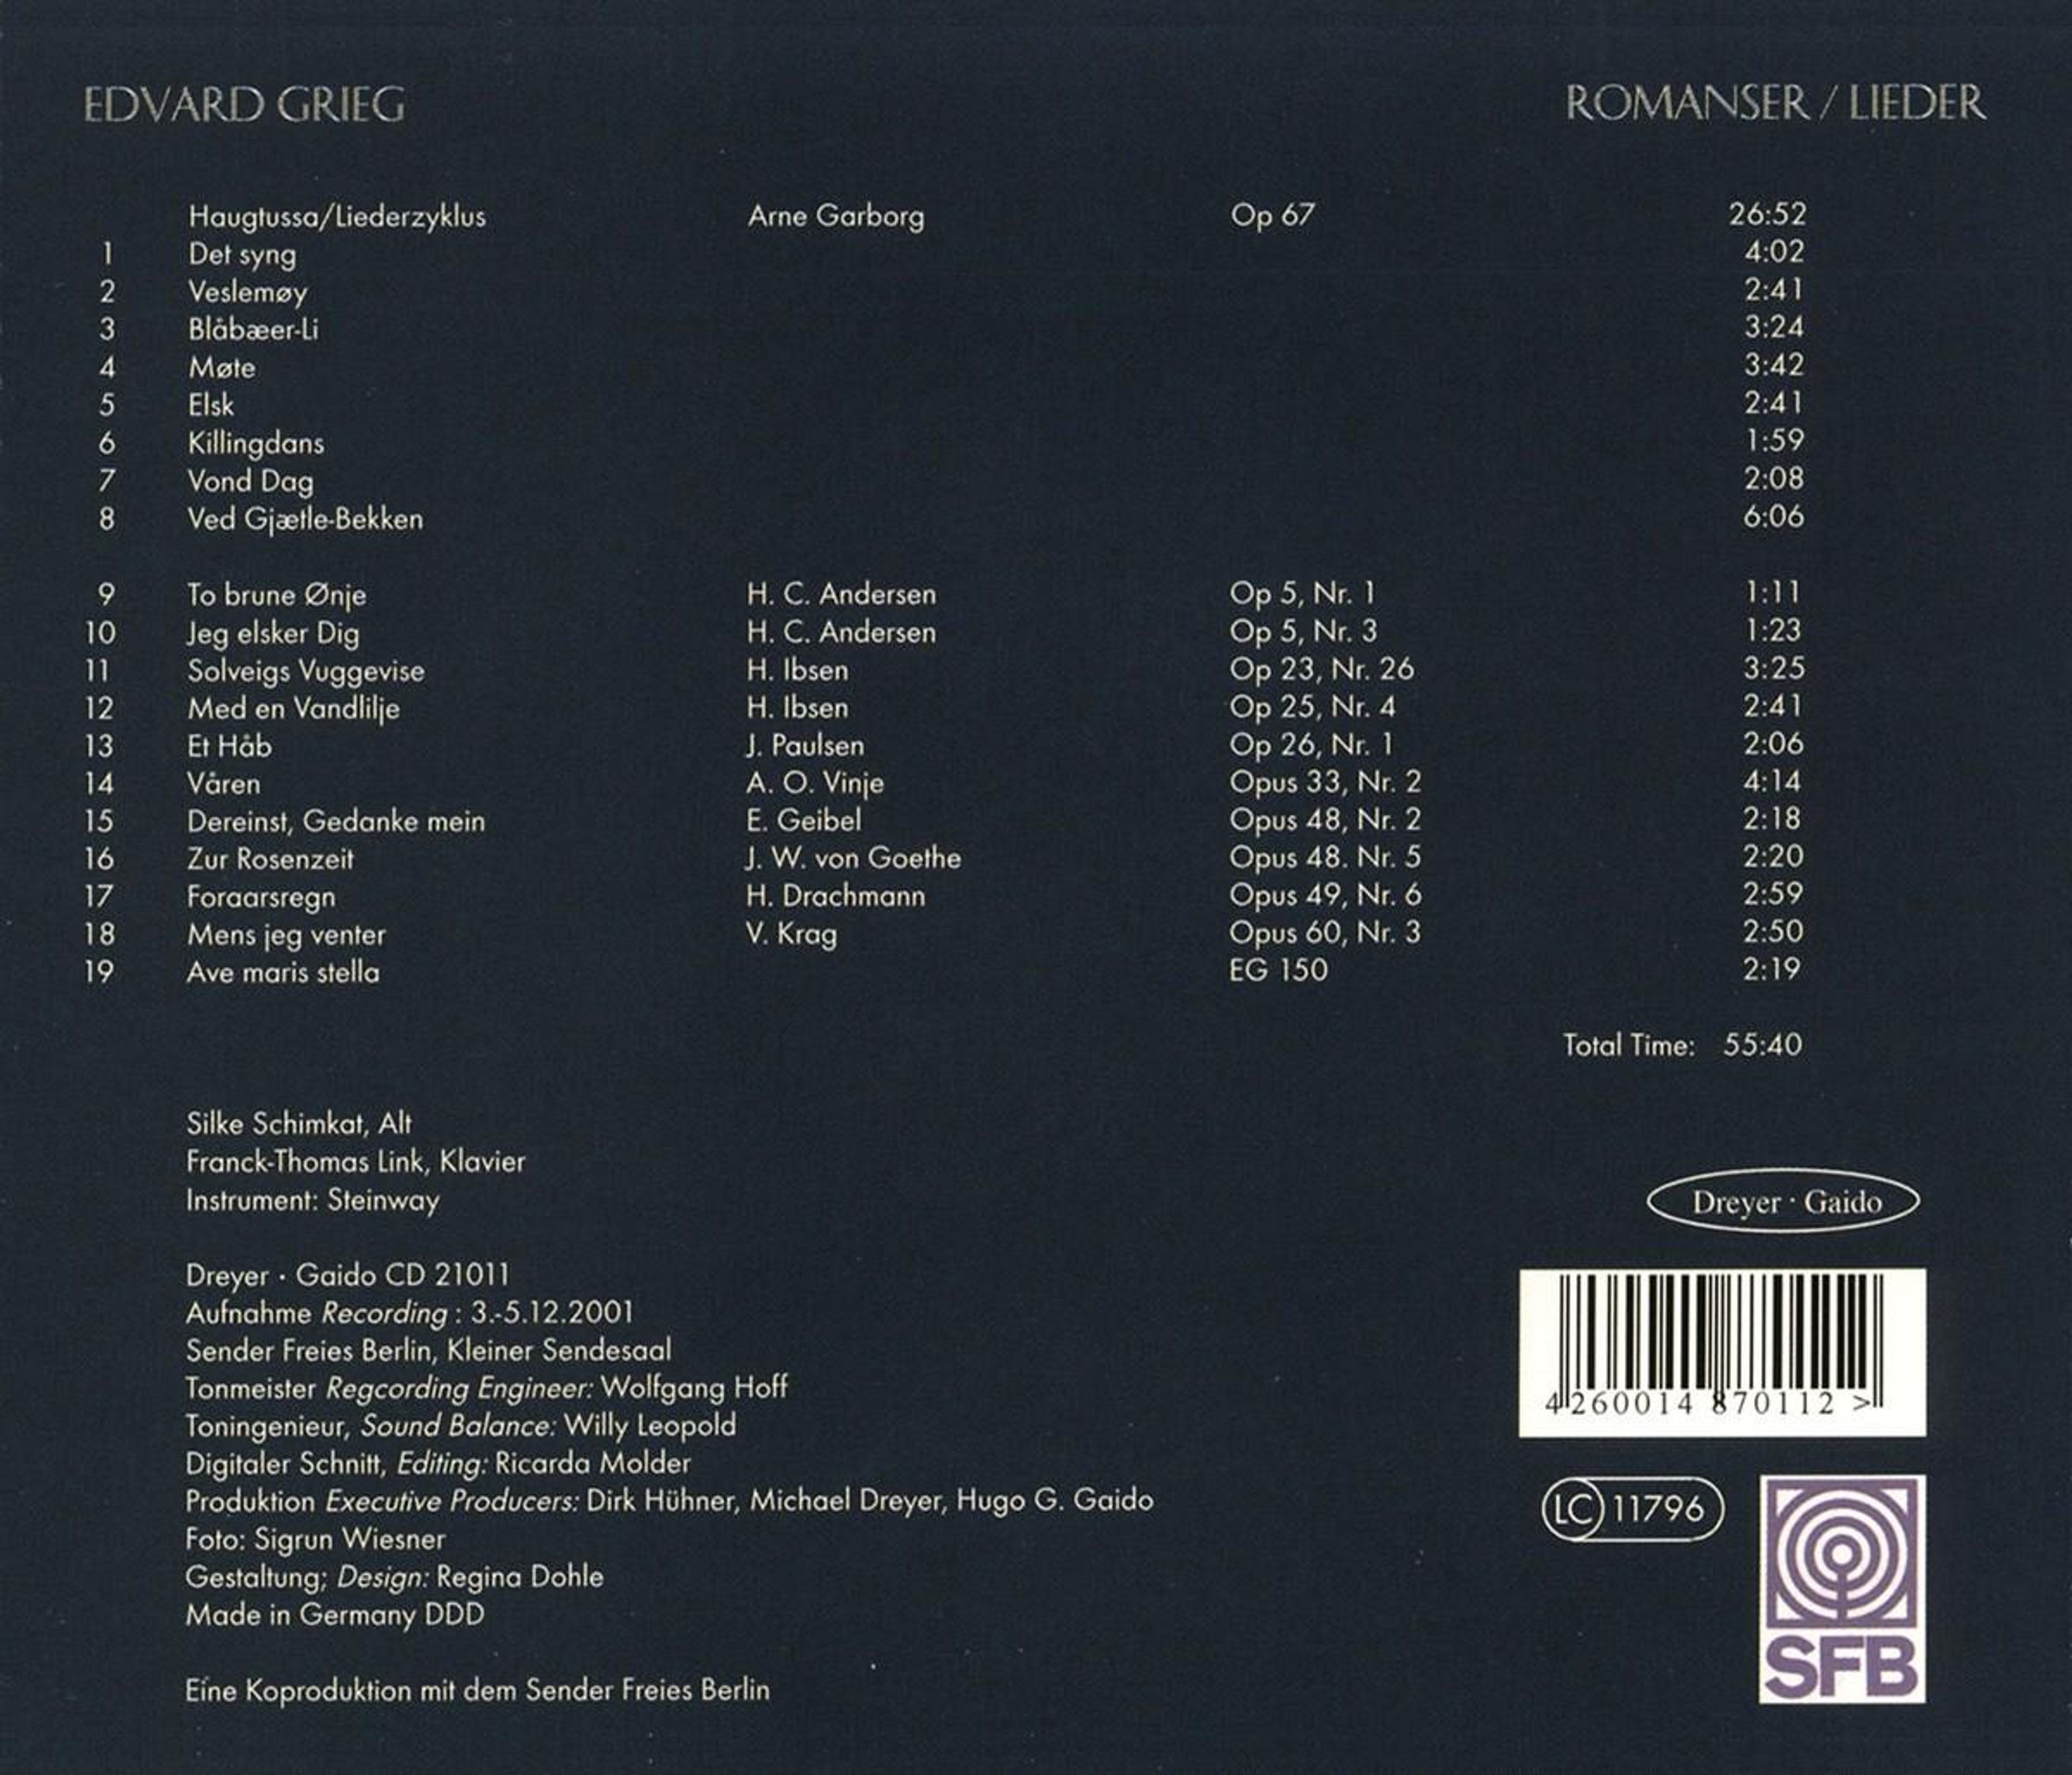 EDVARD GRIEG ROMANSER / LIEDER
Haugtussa/Liederzyklus Arne Garborg Op 67 26:52
1 Det syng 4:02
2 Veslemøy 2:41
3 Blåbæer-Li 3:24
4 Møte 3:42
5 Elsk 2:41
6 Killingdans 1:59
7 Vond Dag 2:08
8 Ved Gjætle-Bekken 6:06
9 To brune Ønje H. C. Andersen Op 5, Nr. 1 1:11
10 Jeg elsker Dig H. C. Andersen Op 5, Nr. 3 1:23
11 Solveigs Vuggevise H. Ibsen Op 23, Nr. 26 3:25
12 Med en Vandlilje H. Ibsen Op 25, Nr. 4 2:41
13 Et Håb J. Paulsen Op 26, Nr. 1 2:06
14 Våren A. O. Vinje Opus 33, Nr. 2 4:14
15 Dereinst, Gedanke mein E. Geibel Opus 48, Nr. 2 2:18
16 Zur Rosenzeit J. W. von Goethe Opus 48. Nr. 5 2:20
17 Foraarsregn H. Drachmann Opus 49, Nr. 6 2:59
18 Mens jeg venter V. Krag Opus 60, Nr. 3 2:50
19 Ave maris stella EG 150 2:19
Total Time: 55:40
Silke Schimkat, Alt
Franck-Thomas Link, Klavier
Instrument: Steinway
Dreyer · Gaido
Dreyer · Gaido CD 21011
Aufnahme Recording : 3.-5.12.2001
Sender Freies Berlin, Kleiner Sendesaal
Tonmeister Regcording Engineer: Wolfgang Hoff
Toningenieur, Sound Balance: Willy Leopold
Digitaler Schnitt, Editing: Ricarda Molder
Produktion Executive Producers: Dirk Hühner, Michael Dreyer, Hugo G. Gaido
Foto: Sigrun Wiesner
Gestaltung; Design: Regina Dohle
Made in Germany DDD
Eine Koproduktion mit dem Sender Freies Berlin
4 260014 870112 >
LC 11796
SFB